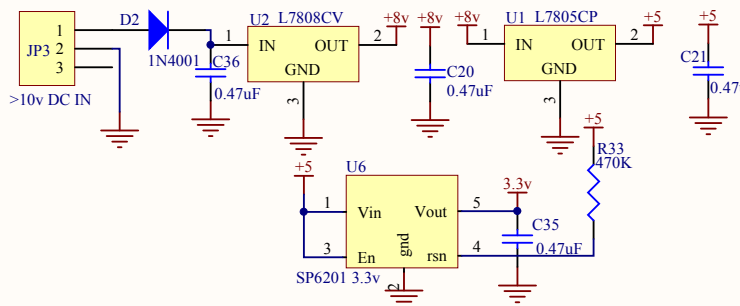 D2
U2 L7808CV
+8v
+8v
+8v
U1 L7805CP
+5
+5
JP3
1
2
3
1
IN
OUT
2
GND
3
1N4001
C36
0.47uF
>10v DC IN
C20
0.47uF
1
IN
OUT
2
GND
3
C21
0.47
+5
R33
470K
+5
U6
1
Vin
Vout
5
3.3v
C35
0.47uF
3
En
gnd
rsn
4
2
SP6201 3.3v